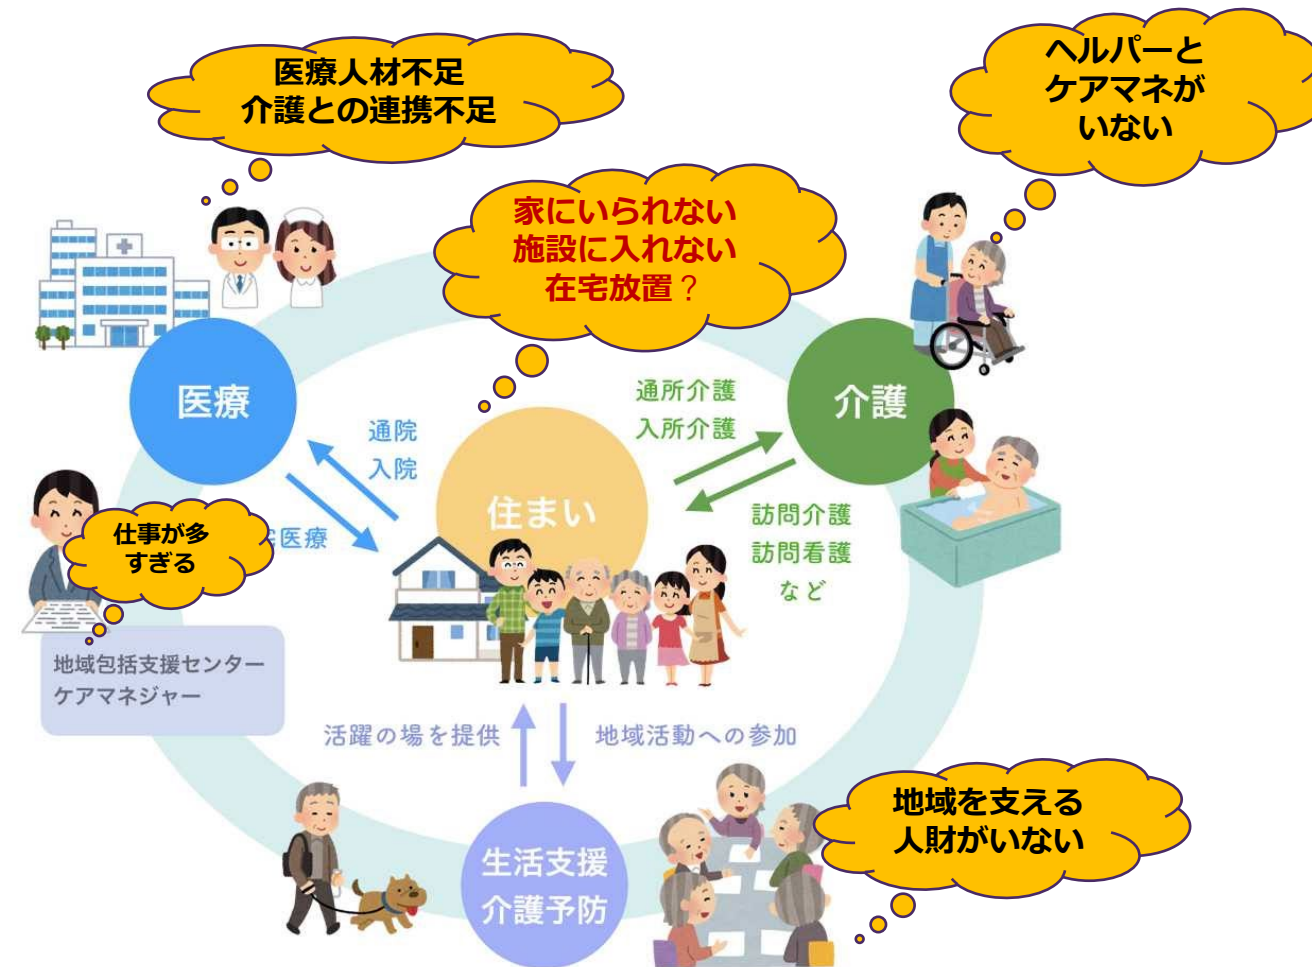 医療人材不足
介護との連携不足
ヘルパーと
ケアマネが
いない
家にいられない
施設に入れない
在宅放置？
医療
通院
入院
医療
通所介護
入所介護
介護
住まい
訪問介護
訪問看護
など
仕事が多
すぎる
地域包括支援センター
ケアマネジャー
活躍の場を提供
地域活動への参加
生活支援
介護予防
地域を支える
人財がいない